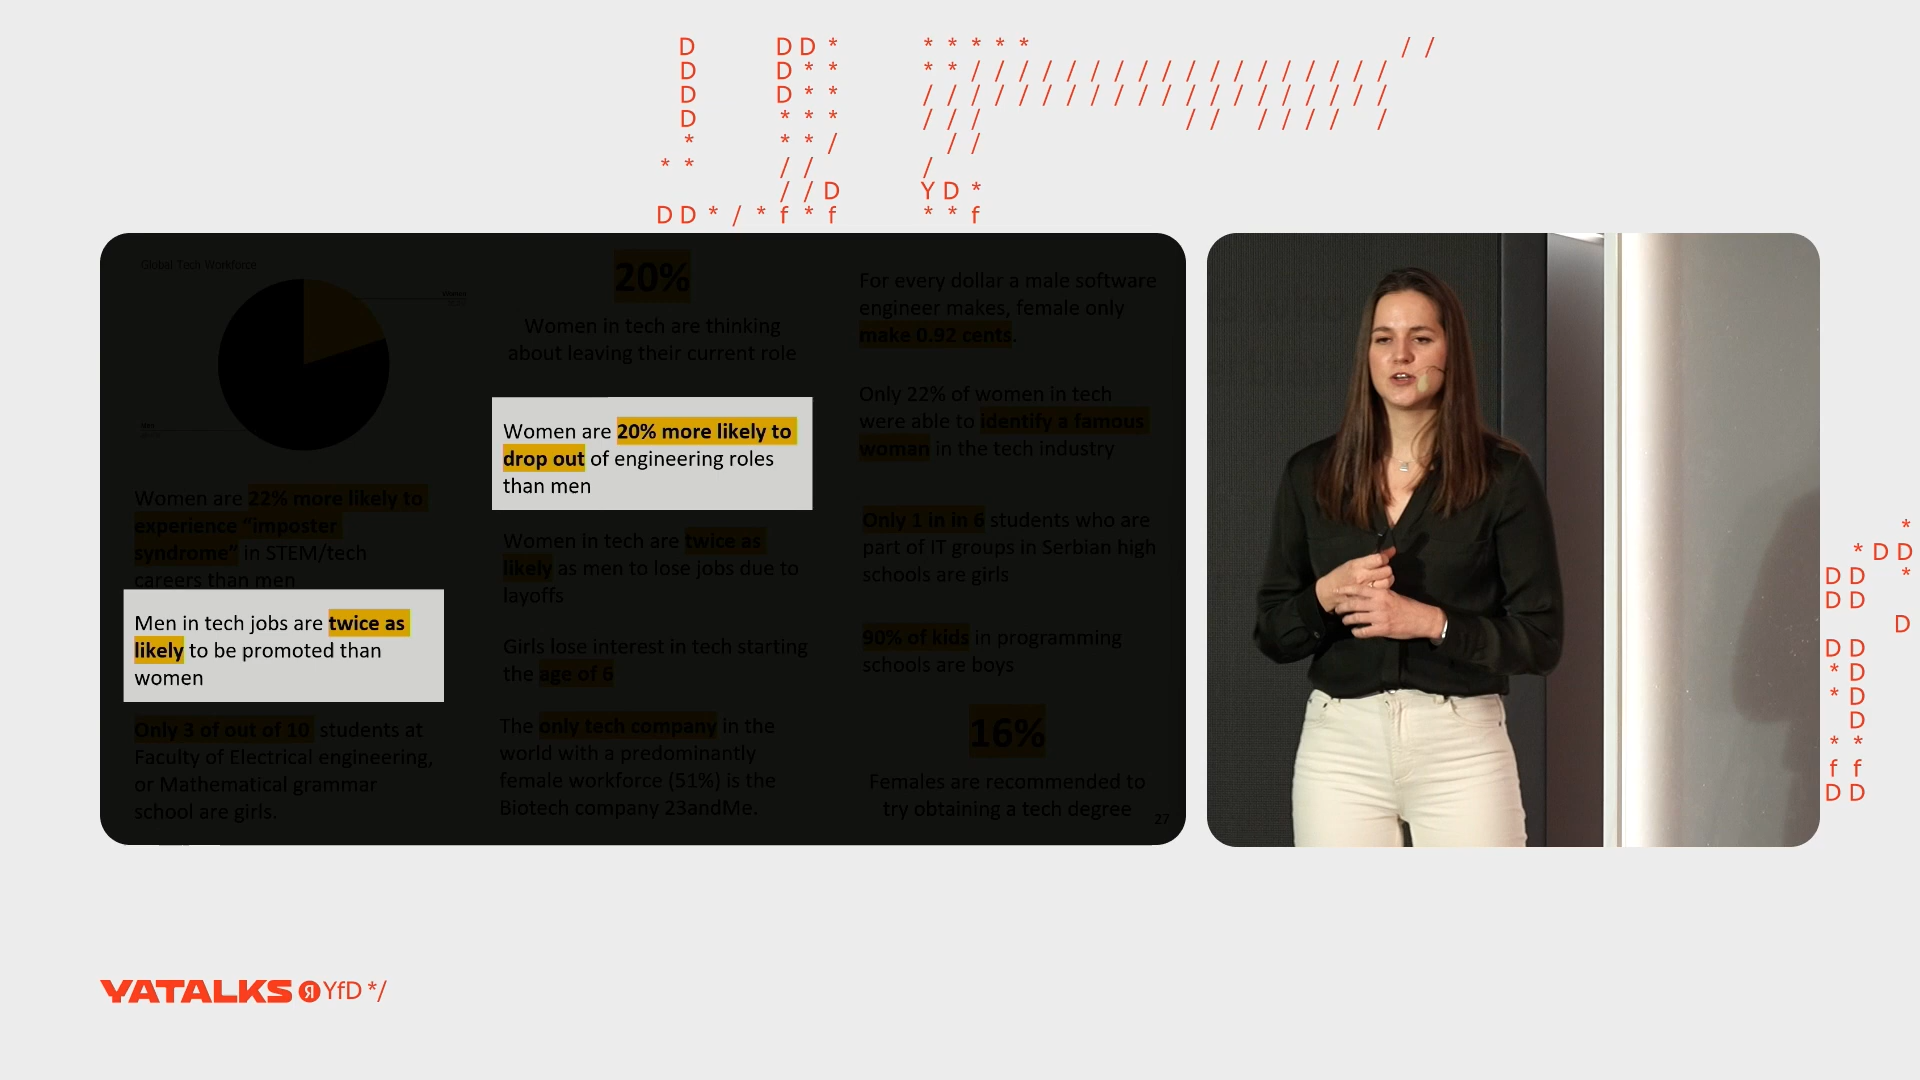 D DD* ***** //
D D** **//////////////////
D D** ////////////////////
D *** /// // //// /
* **/ //
** // /
//D YD*
DD*/*f*f **f
Global Tech Workforce
Women are 22% more likely to
experience “imposter
syndrome” in STEM/tech
careers than men
Men in tech jobs are twice as
likely to be promoted than
women
Only 3 of out of 10 students at
Faculty of Electrical engineering,
or Mathematical grammar
school are girls.
20%
Women in tech are thinking
about leaving their current role
Women are 20% more likely to
drop out of engineering roles
than men
Women in tech are twice as
likely as men to lose jobs due to
layoffs
Girls lose interest in tech starting
the age of 6
The only tech company in the
world with a predominantly
female workforce (51%) is the
Biotech company 23andMe.
For every dollar a male software
engineer makes, female only
make 0.92 cents.
Only 22% of women in tech
were able to identify a famous
woman in the tech industry
Only 1 in in 6 students who are
part of IT groups in Serbian high
schools are girls
90% of kids in programming
schools are boys
16%
Females are recommended to
try obtaining a tech degree
27
*
*DD
DD *
DD
D
DD
*D
*D
D
**
ff
DD
YATALKS Я YfD */